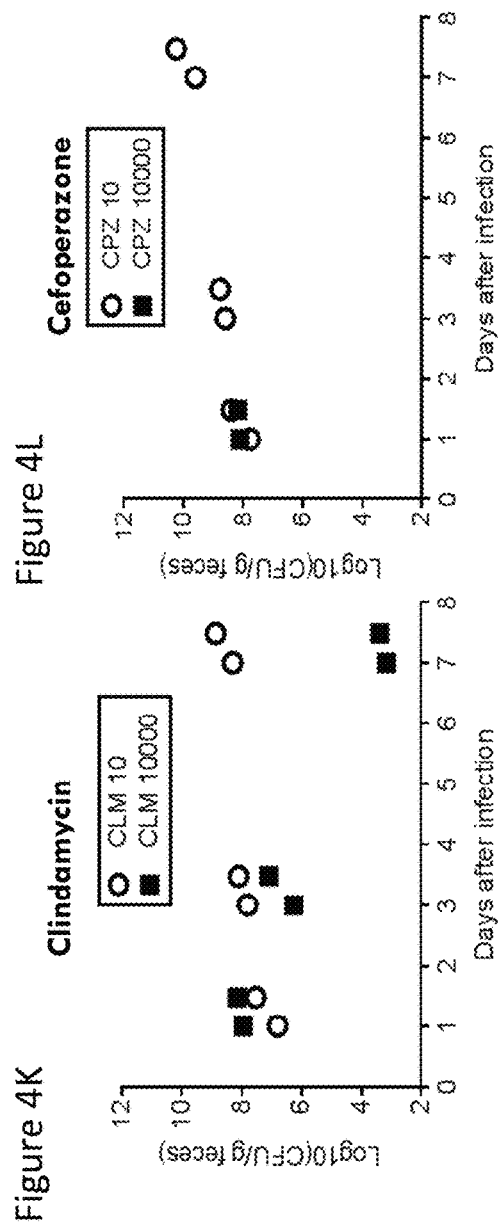 Figure 4K
Clindamycin
CLM 10
CLM 10000
Log10(CFU/g feces)
12
10
8
6
4
2
0 1 2 3 4 5 6 7 8
Days after infection
Figure 4L
Cefoperazone
CPZ 10
CPZ 10000
Log10(CFU/g feces)
12
10
8
6
4
2
0 1 2 3 4 5 6 7 8
Days after infection